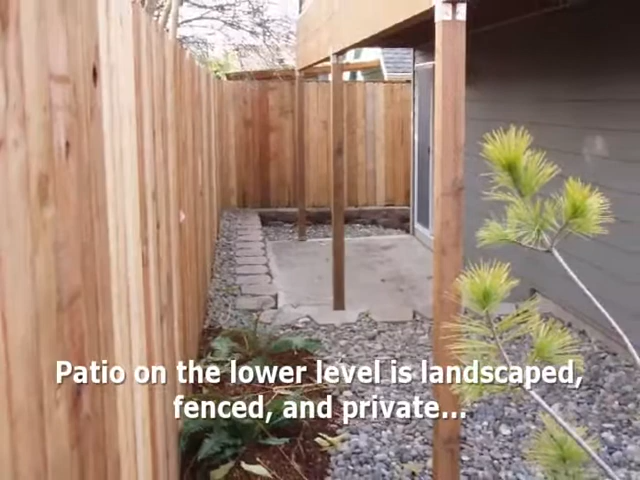 Patio on the lower level is landscaped,
fenced, and private...